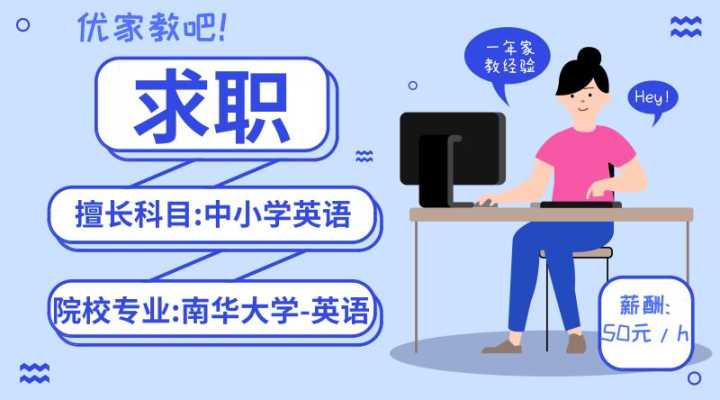 优家教吧!
求职
一年家
教经验
Hey!
擅长科目:中小学英语
院校专业:南华大学-英语
薪酬:
50元/h